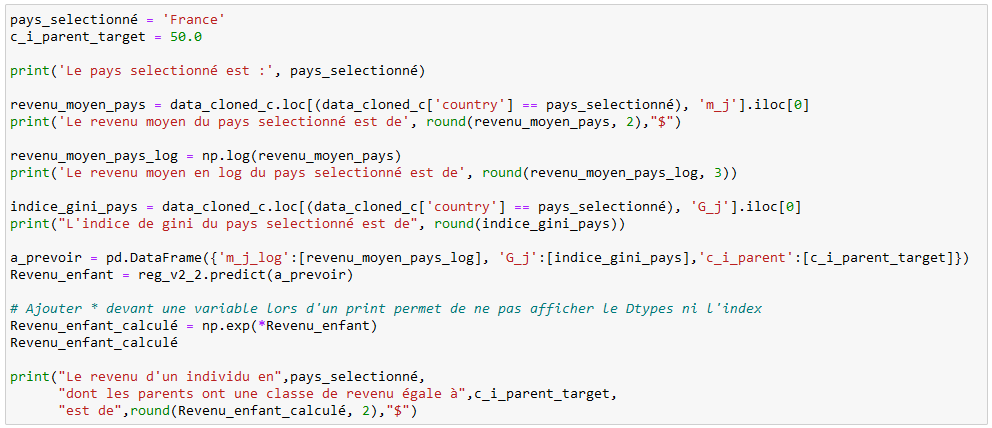 pays_selectionné = 'France'
c_i_parent_target = 50.0
print('Le pays selectionné est :', pays_selectionné)
revenu_moyen_pays = data_cloned_c.loc[(data_cloned_c['country'] == pays_selectionné), 'm_j'].iloc[0]
print('Le revenu moyen du pays selectionné est de', round(revenu_moyen_pays, 2),"$")
revenu_moyen_pays_log = np.log(revenu_moyen_pays)
print('Le revenu moyen en log du pays selectionné est de', round(revenu_moyen_pays_log, 3))
indice_gini_pays = data_cloned_c.loc[(data_cloned_c['country'] == pays_selectionné), 'G_j'].iloc[0]
print("L'indice de gini du pays selectionné est de", round(indice_gini_pays))
a_prevoir = pd.DataFrame({'m_j_log':[revenu_moyen_pays_log], 'G_j':[indice_gini_pays],'c_i_parent':[c_i_parent_target]})
Revenu_enfant = reg_v2_2.predict(a_prevoir)
# Ajouter * devant une variable lors d'un print permet de ne pas afficher le Dtypes ni l'index
Revenu_enfant_calculé = np.exp(*Revenu_enfant)
Revenu_enfant_calculé
print("Le revenu d'un individu en",pays_selectionné,
"dont les parents ont une classe de revenu égale à",c_i_parent_target,
"est de",round(Revenu_enfant_calculé, 2),"$")